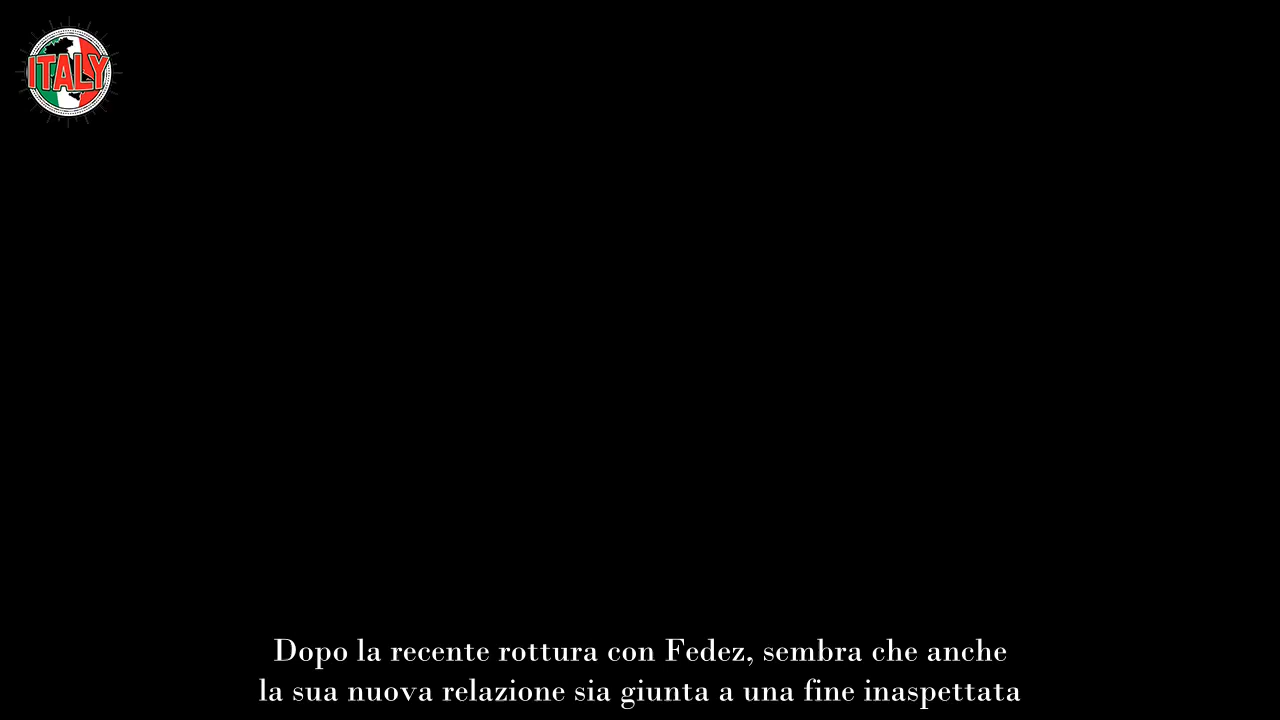 ITALY
Dopo la recente rottura con Fedez, sembra che anche
la sua nuova relazione sia giunta a una fine inaspettata